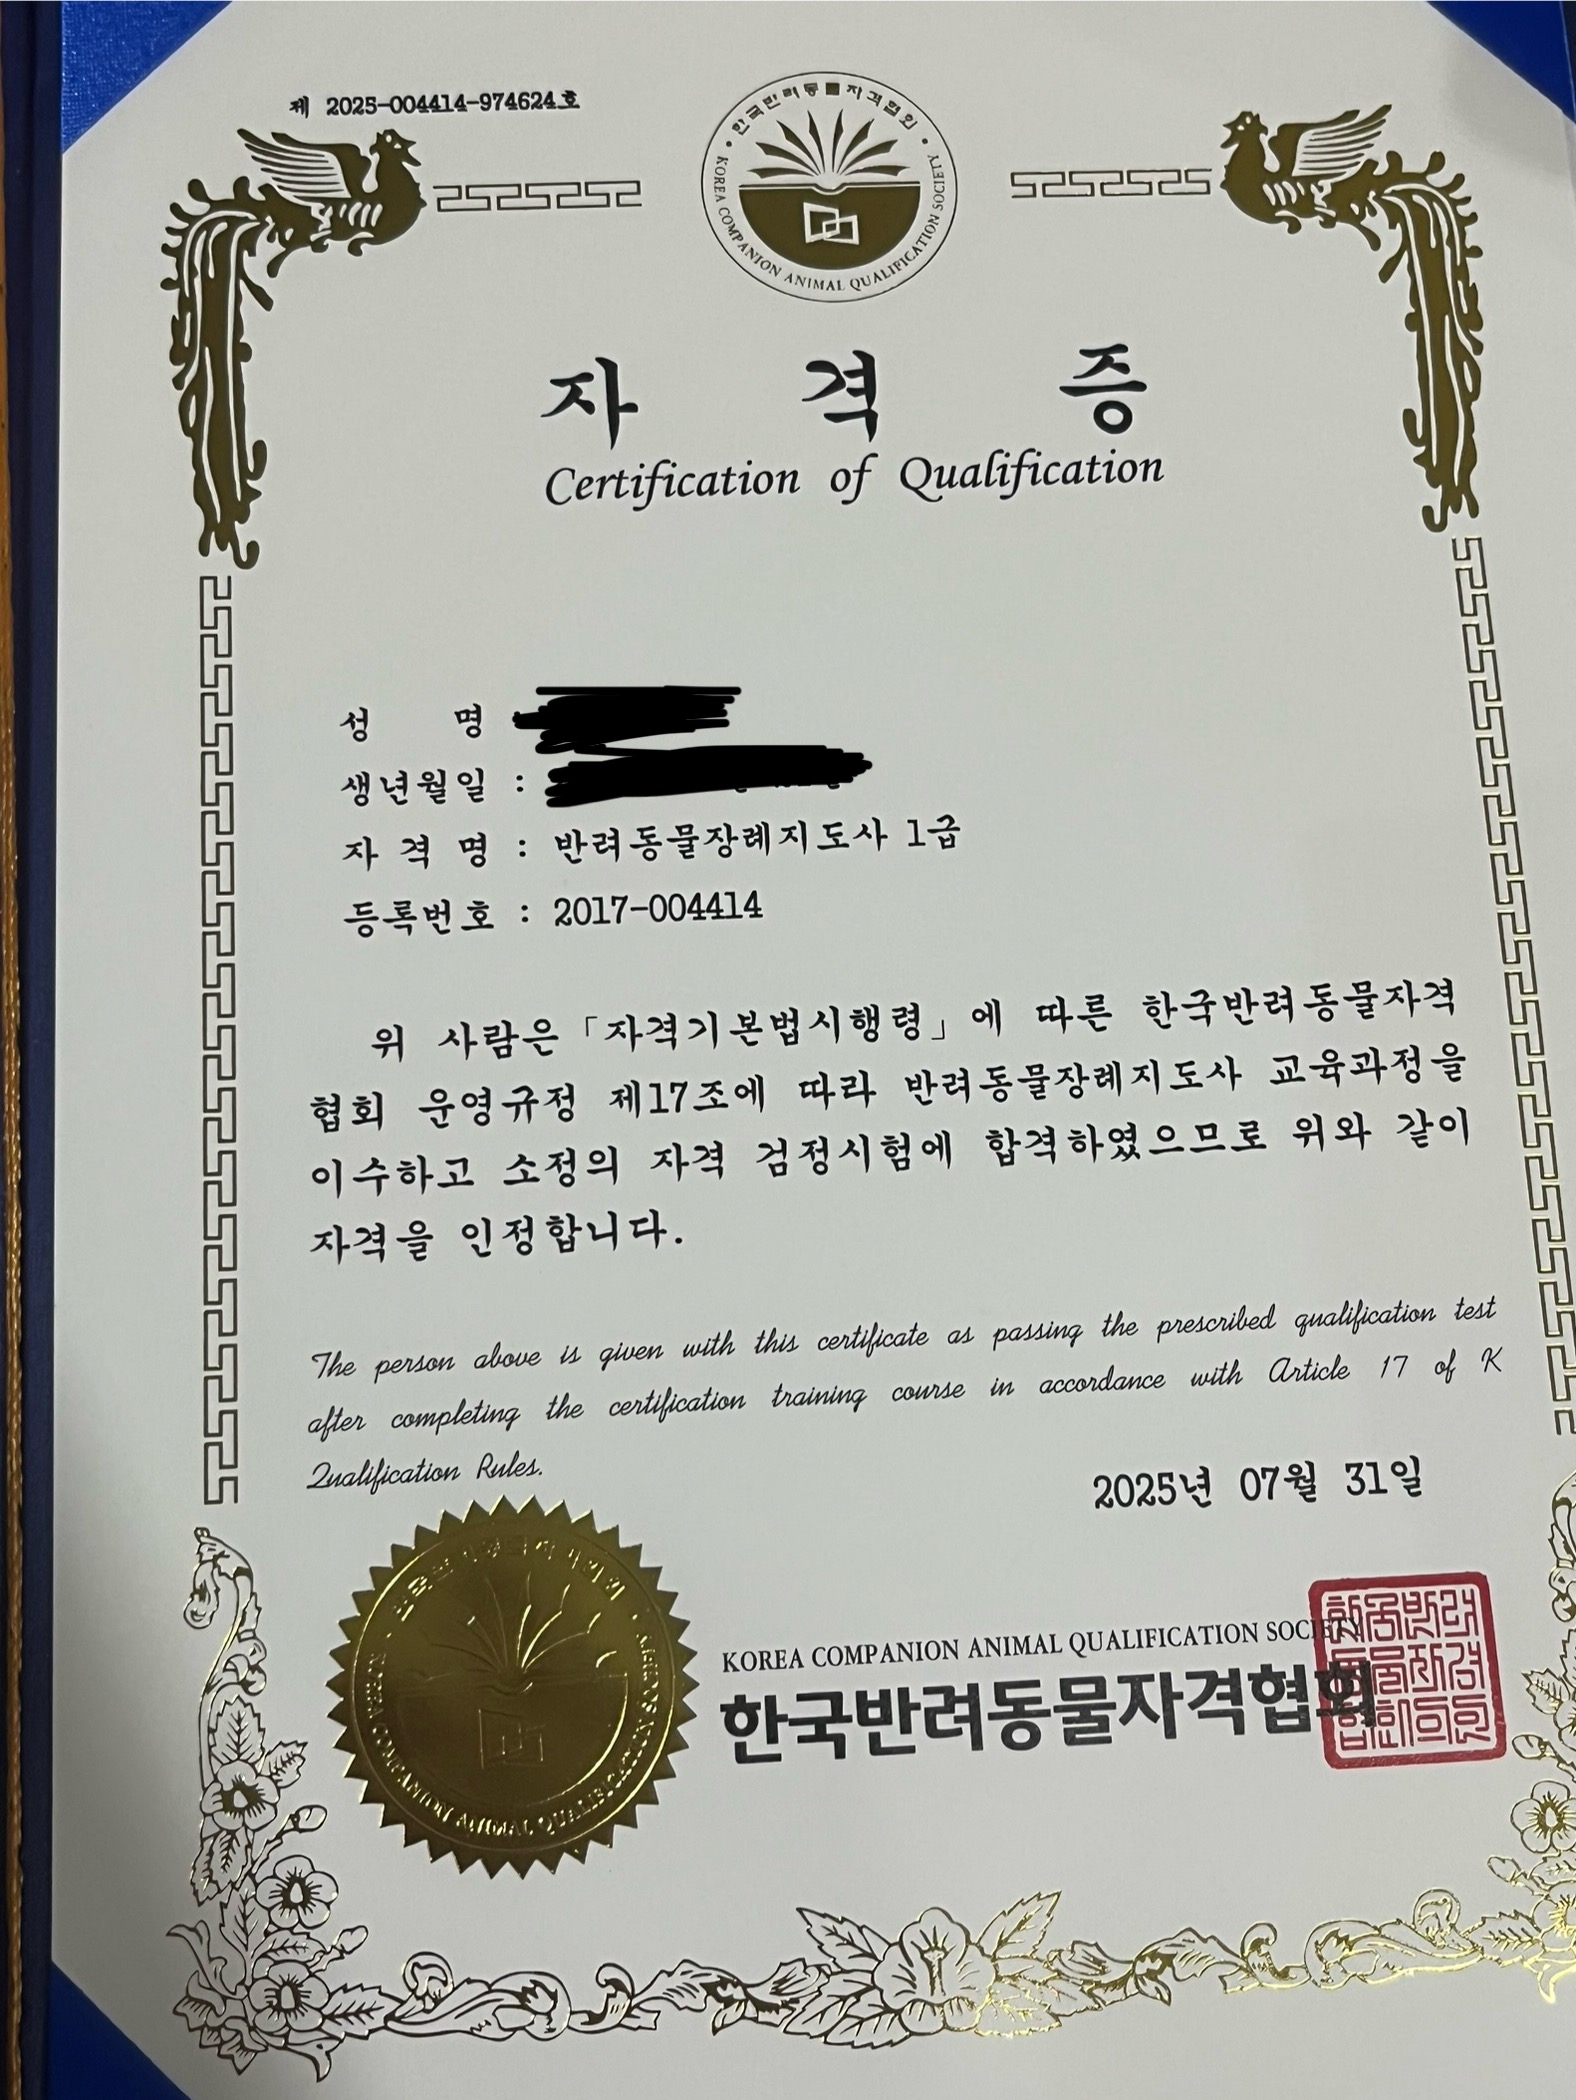 제 2025-004414-974624호
한국반려동물자격협회
KOREA COMPANION ANIMAL QUALIFICATION SOCIETY
자 격 증
Certification of Qualification
성 명
생년월일 :
자 격 명 : 반려동물장례지도사 1급
등록번호 : 2017-004414
위 사람은 「자격기본법시행령」에 따른 한국반려동물자격
협회 운영규정 제17조에 따라 반려동물장례지도사 교육과정을
이수하고 소정의 자격 검정시험에 합격하였으므로 위와 같이
자격을 인정합니다.
The person above is given with this certificate as passing the prescribed qualification test
after completing the certification training course in accordance with Article 17 of K
Qualification Rules.
2025년 07월 31일
KOREA COMPANION ANIMAL QUALIFICATION SOCIETY
한국반려동물자격협회
KOREA COMPANION ANIMAL QUALIFICATION SOCIETY